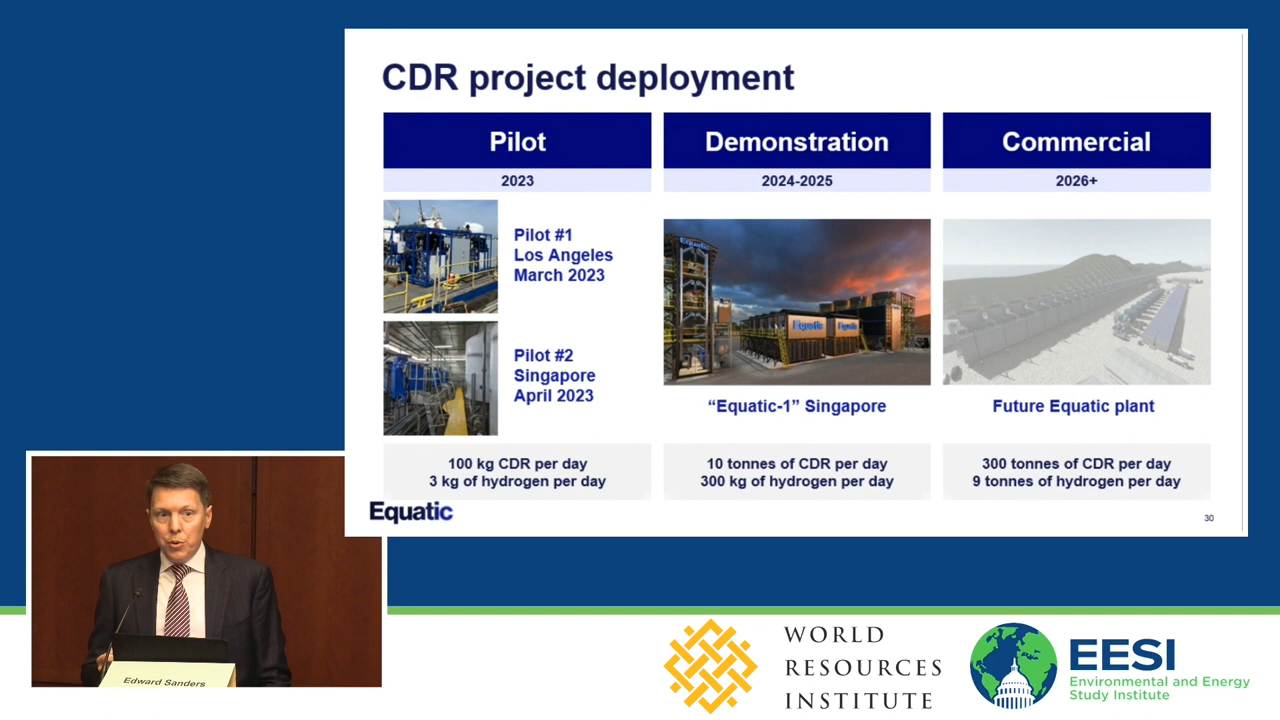 CDR project deployment
Pilot
2023
Pilot #1
Los Angeles
March 2023
Pilot #2
Singapore
April 2023
100 kg CDR per day
3 kg of hydrogen per day
Demonstration
2024-2025
Equatic
Equatic
Equatic
“Equatic-1” Singapore
10 tonnes of CDR per day
300 kg of hydrogen per day
Commercial
2026+
Future Equatic plant
300 tonnes of CDR per day
9 tonnes of hydrogen per day
Equatic
30
Edward Sanders
WORLD
RESOURCES
INSTITUTE
EESI
Environmental and Energy
Study Institute